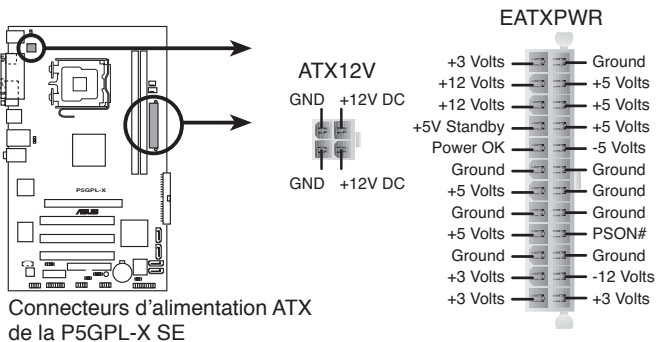 EATXPWR
ATX12V
GND +12V DC
GND +12V DC
+3 Volts Ground
+12 Volts +5 Volts
+12 Volts +5 Volts
+5V Standby +5 Volts
Power OK -5 Volts
Ground Ground
+5 Volts Ground
Ground Ground
+5 Volts PSON#
Ground Ground
+3 Volts -12 Volts
+3 Volts +3 Volts
P5GPL-X
ASUS
Connecteurs d’alimentation ATX
de la P5GPL-X SE